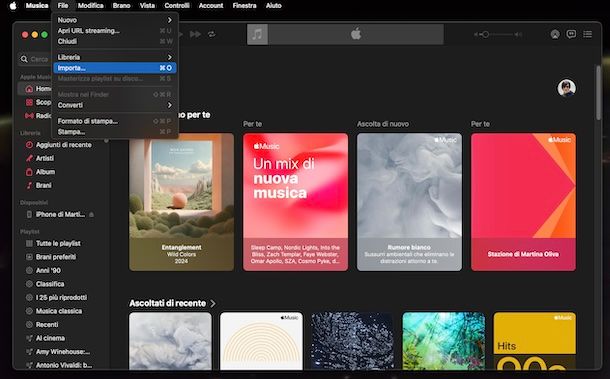 Musica File Modifica Brano Vista Controlli Account Finestra Aiuto
Nuovo
Apri URL streaming... ⌘ U
Chiudi ⌘ W
Libreria
Importa... ⌘ O
Masterizza playlist su disco...
Mostra nel Finder ⇧ ⌘ R
Converti
Formato di stampa... ⇧ ⌘ P
Stampa... ⌘ P
Cerca
Apple Music
Home
Radio
Libreria
Aggiunti di recente
Artisti
Album
Brani
Dispositivi
iPhone di Marti...
Playlist
Tutte le playlist
Brani preferiti
Anni '90
Classifica
I 25 più riprodotti
Musica classica
Recenti
Al cinema
Amy Winehouse:...
Antonio Vivaldi: b...
per te
Entanglement
Wild Colors
2024
Per te
Music
Un mix di
nuova
musica
Sleep Camp, Nordic Lights, Into the
Bliss, Zach Templar, Faye Webster,
Omar Apollo, SZA, Cosmo Pyke, d...
Ascolta di nuovo
Music
Rumore bianco
Suoni ambientali che eliminano le
distrazioni attorno a te.
Per te
Music
Stazione di Martina Oliva
Ascoltati di recente
Music
Music
Hits
90s